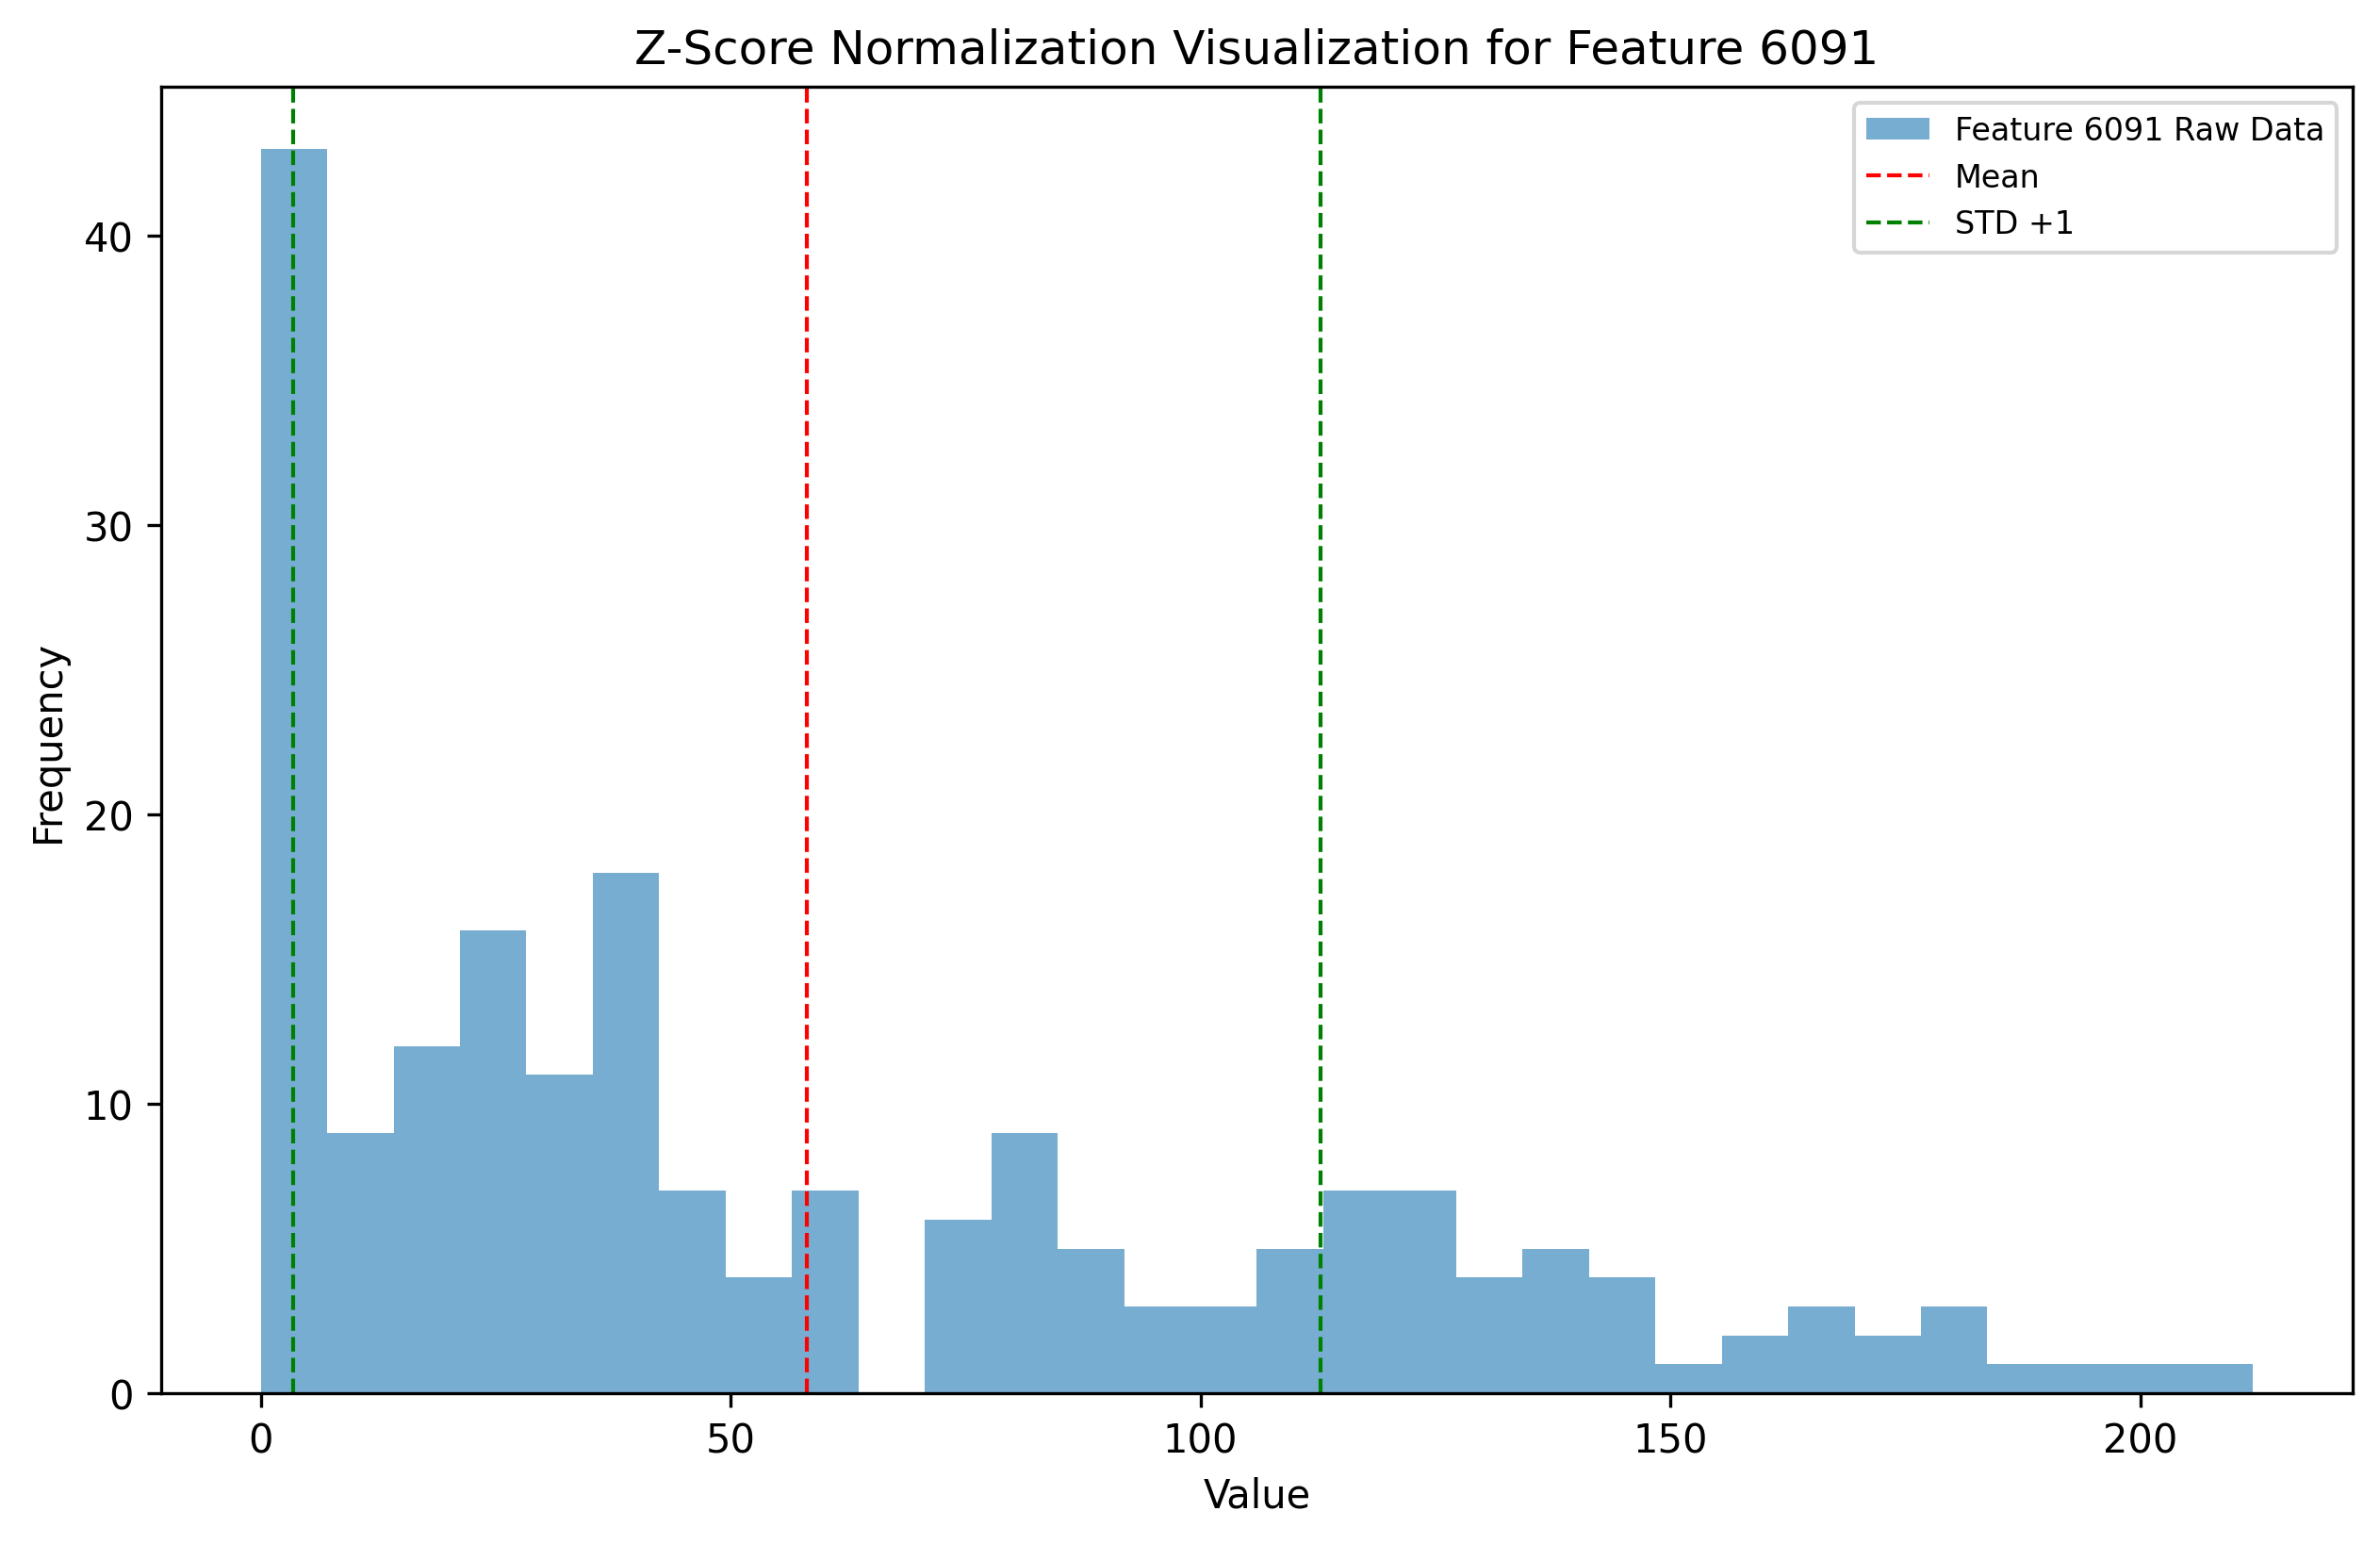 Z-Score Normalization Visualization for Feature 6091
Feature 6091 Raw Data
Mean
STD +1
Frequency
40
30
20
10
0
0 50 100 150 200
Value